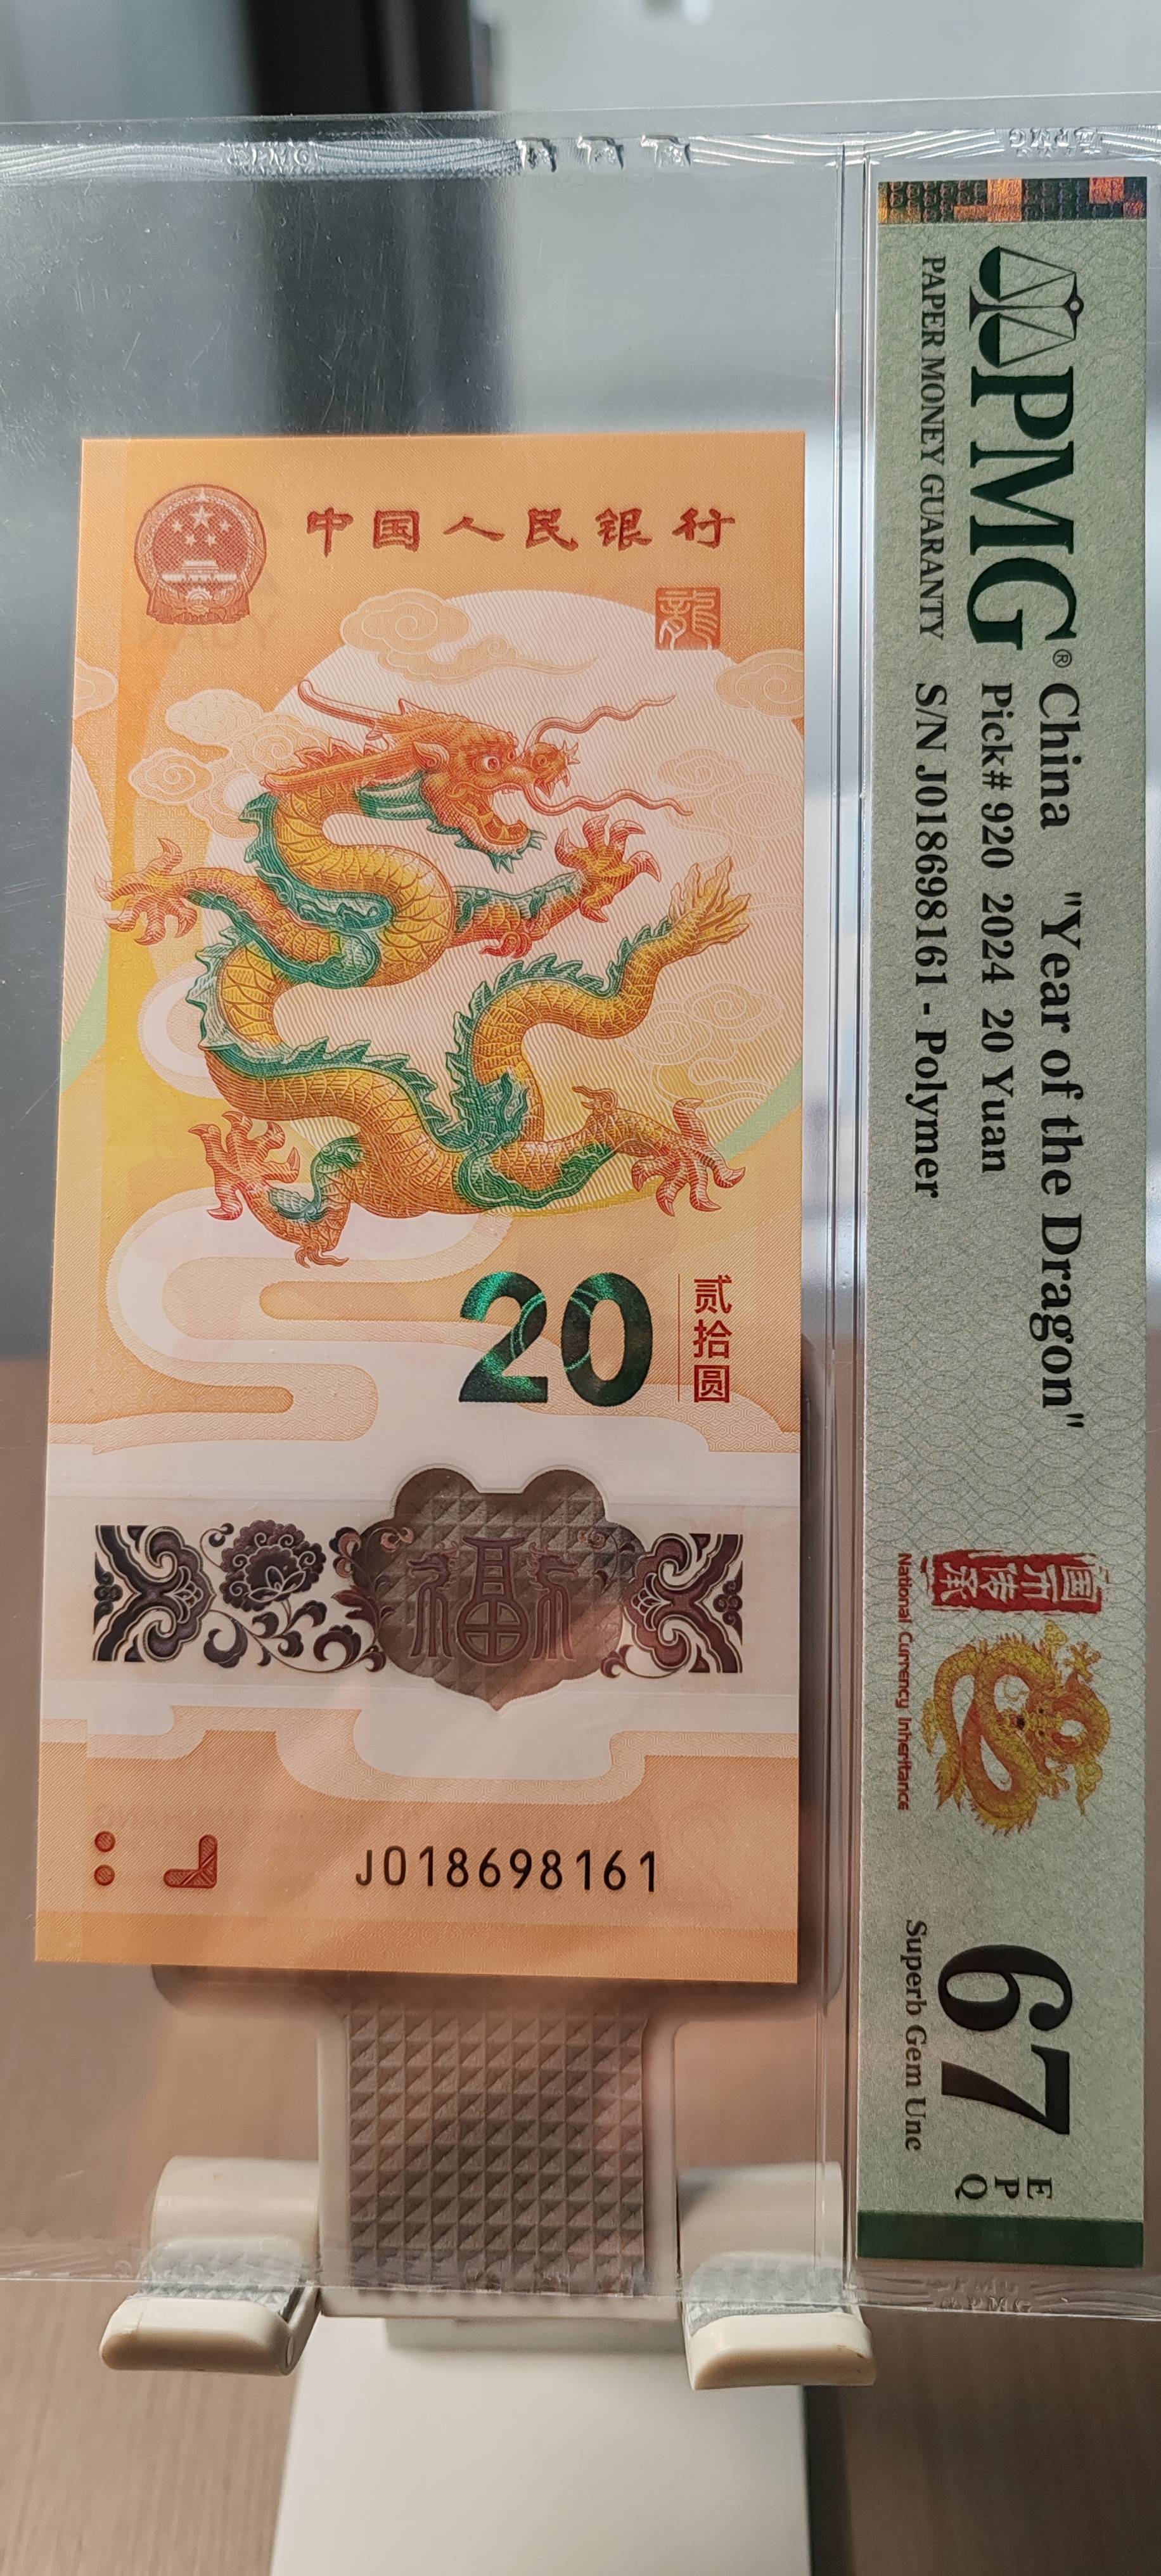 中国人民银行
龍
20
贰拾圆
福
J018698161
PMG®
PAPER MONEY GUARANTY
China "Year of the Dragon"
Pick# 920 2024 20 Yuan
S/N J018698161 - Polymer
國币传承
National Currency Inheritance
67
EPQ
Superb Gem Unc